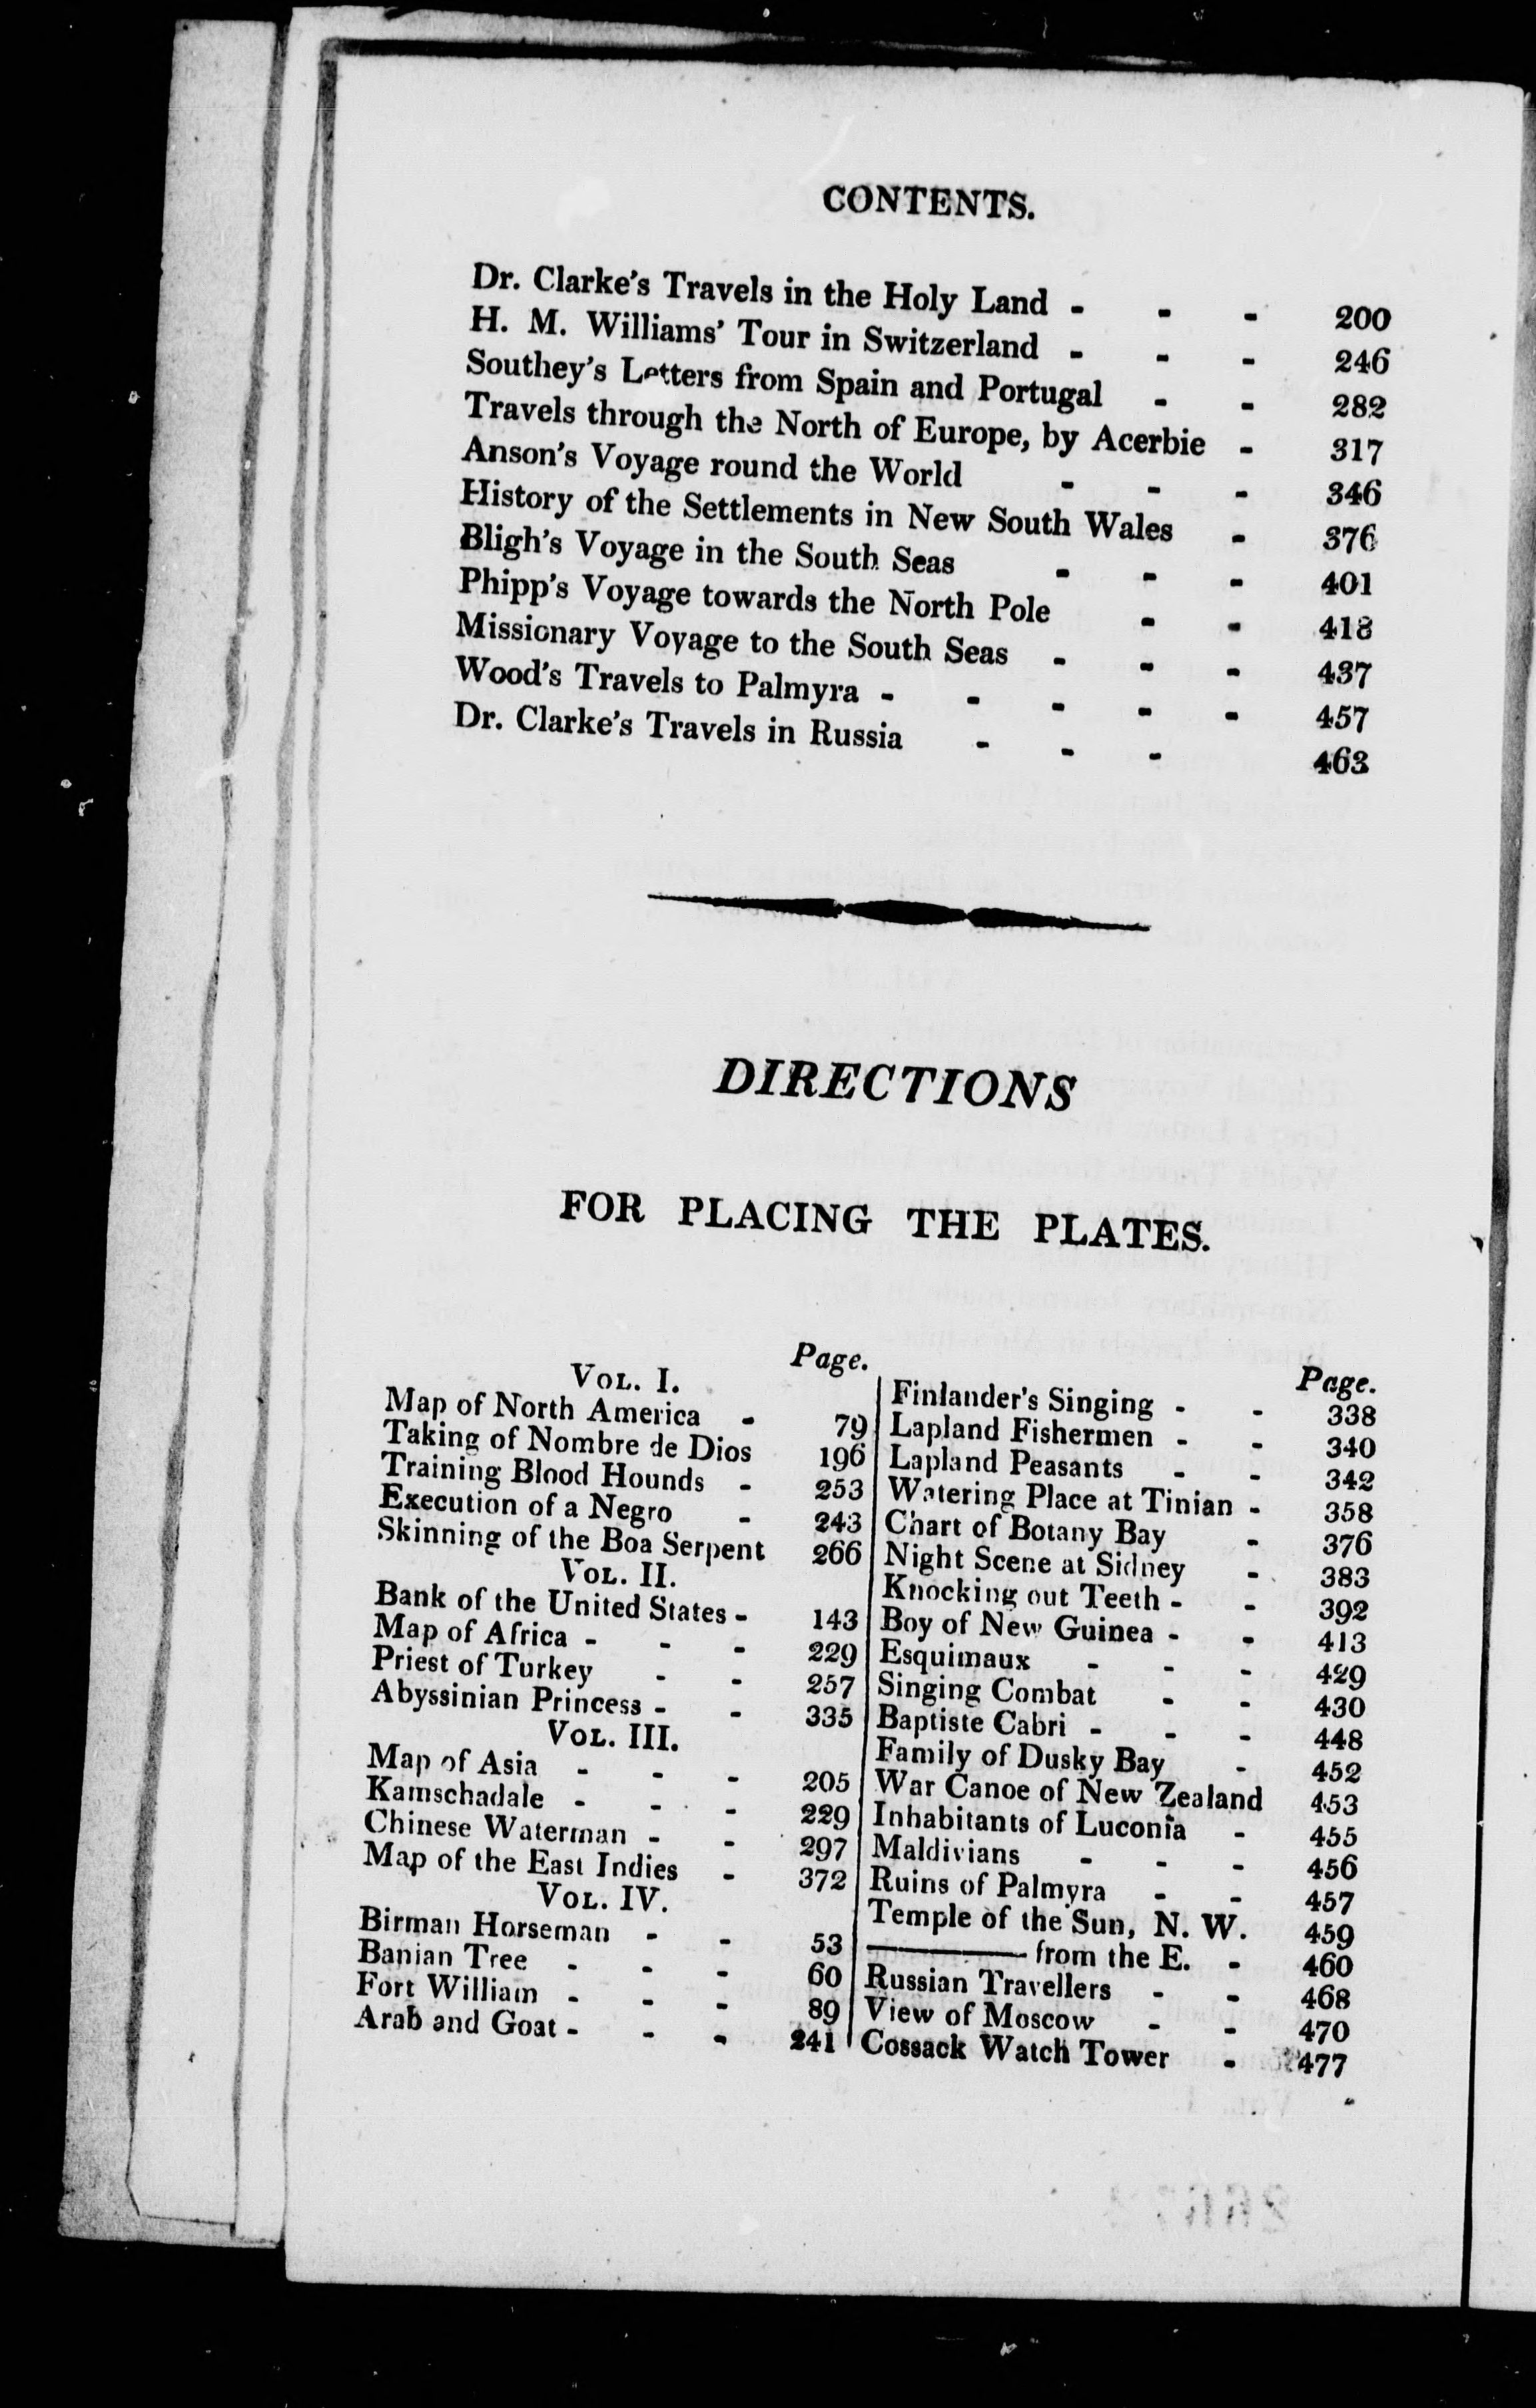 CONTENTS.
Dr. Clarke's Travels in the Holy Land - - - 200
H. M. Williams' Tour in Switzerland - - - 246
Southey's Letters from Spain and Portugal - - 282
Travels through the North of Europe, by Acerbie - 317
Anson's Voyage round the World - - - 346
History of the Settlements in New South Wales - 376
Bligh's Voyage in the South Seas - - - 401
Phipp's Voyage towards the North Pole - - 418
Missionary Voyage to the South Seas - - - 437
Wood's Travels to Palmyra - - - - - 457
Dr. Clarke's Travels in Russia - - - 463
DIRECTIONS
FOR PLACING THE PLATES.
Page.
VOL. I.
Map of North America - 79
Taking of Nombre de Dios 196
Training Blood Hounds - 253
Execution of a Negro - 243
Skinning of the Boa Serpent 266
VOL. II.
Bank of the United States - 143
Map of Africa - - - 229
Priest of Turkey - - 257
Abyssinian Princess - - 335
VOL. III.
Map of Asia - - - 205
Kamschadale - - - 229
Chinese Waterman - - 297
Map of the East Indies - 372
VOL. IV.
Birman Horseman - - 53
Banian Tree - - - 60
Fort William - - - 89
Arab and Goat - - - 241
Page.
Finlander's Singing - - 338
Lapland Fishermen - - 340
Lapland Peasants - - 342
Watering Place at Tinian - 358
Chart of Botany Bay - 376
Night Scene at Sidney - 383
Knocking out Teeth - - 392
Boy of New Guinea - - 413
Esquimaux - - - 429
Singing Combat - - 430
Baptiste Cabri - - - 448
Family of Dusky Bay - 452
War Canoe of New Zealand 453
Inhabitants of Luconia - 455
Maldivians - - - 456
Ruins of Palmyra - - 457
Temple of the Sun, N. W. 459
——— from the E. - 460
Russian Travellers - - 468
View of Moscow - - 470
Cossack Watch Tower - 477